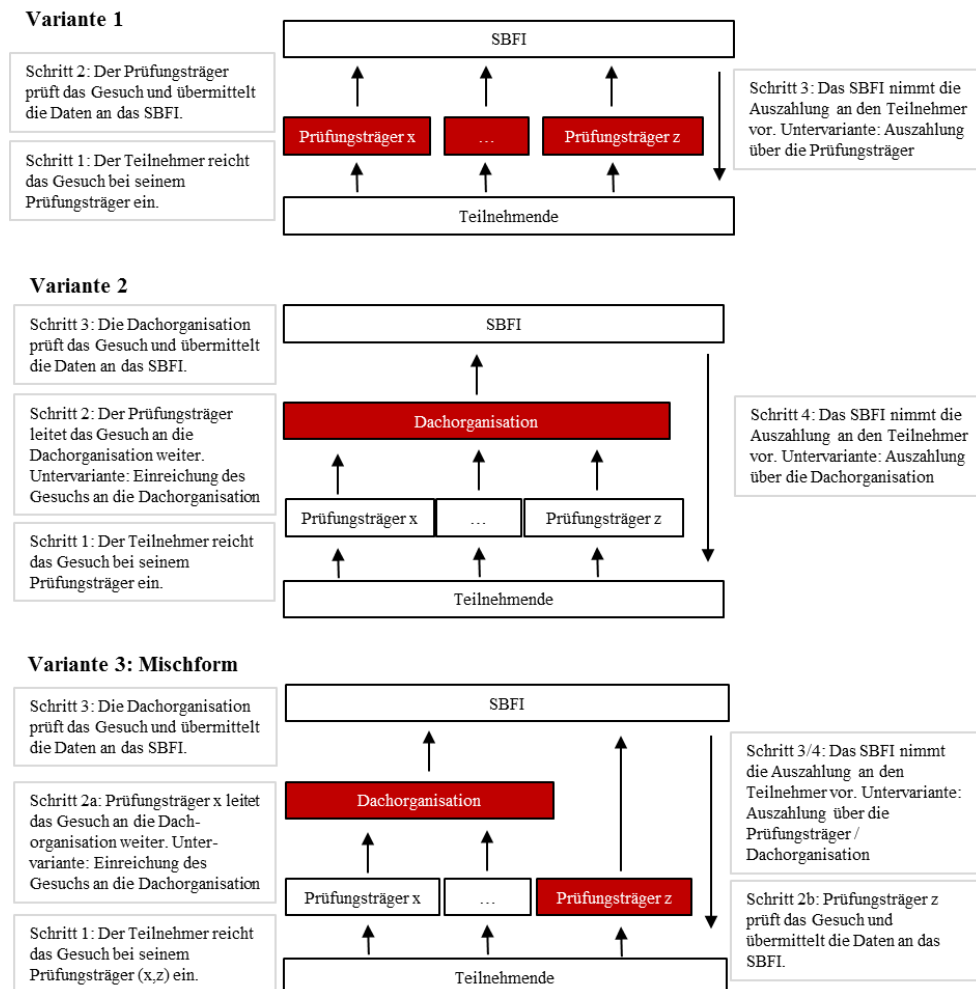 Variante 1
SBFI
Schritt 2: Der Prüfungsträger
prüft das Gesuch und übermittelt
die Daten an das SBFI.
Schritt 3: Das SBFI nimmt die
Auszahlung an den Teilnehmer
vor. Untervariante: Auszahlung
über die Prüfungsträger
Prüfungsträger x
...
Prüfungsträger z
Schritt 1: Der Teilnehmer reicht
das Gesuch bei seinem
Prüfungsträger ein.
Teilnehmende
Variante 2
Schritt 3: Die Dachorganisation
prüft das Gesuch und übermittelt
die Daten an das SBFI.
SBFI
Schritt 2: Der Prüfungsträger
leitet das Gesuch an die
Dachorganisation weiter.
Untervariante: Einreichung des
Gesuchs an die Dachorganisation
Dachorganisation
Schritt 4: Das SBFI nimmt die
Auszahlung an den Teilnehmer
vor. Untervariante: Auszahlung
über die Dachorganisation
Prüfungsträger x
...
Prüfungsträger z
Schritt 1: Der Teilnehmer reicht
das Gesuch bei seinem
Prüfungsträger ein.
Teilnehmende
Variante 3: Mischform
Schritt 3: Die Dachorganisation
prüft das Gesuch und übermittelt
die Daten an das SBFI.
SBFI
Schritt 2a: Prüfungsträger x leitet
das Gesuch an die Dach-
organisation weiter. Unter-
variante: Einreichung des
Gesuchs an die Dachorganisation
Dachorganisation
Schritt 3/4: Das SBFI nimmt
die Auszahlung an den
Teilnehmer vor. Untervariante:
Auszahlung über die
Prüfungsträger /
Dachorganisation
Prüfungsträger x
...
Prüfungsträger z
Schritt 2b: Prüfungsträger z
prüft das Gesuch und
übermittelt die Daten an das
SBFI.
Schritt 1: Der Teilnehmer reicht
das Gesuch bei seinem
Prüfungsträger (x,z) ein.
Teilnehmende